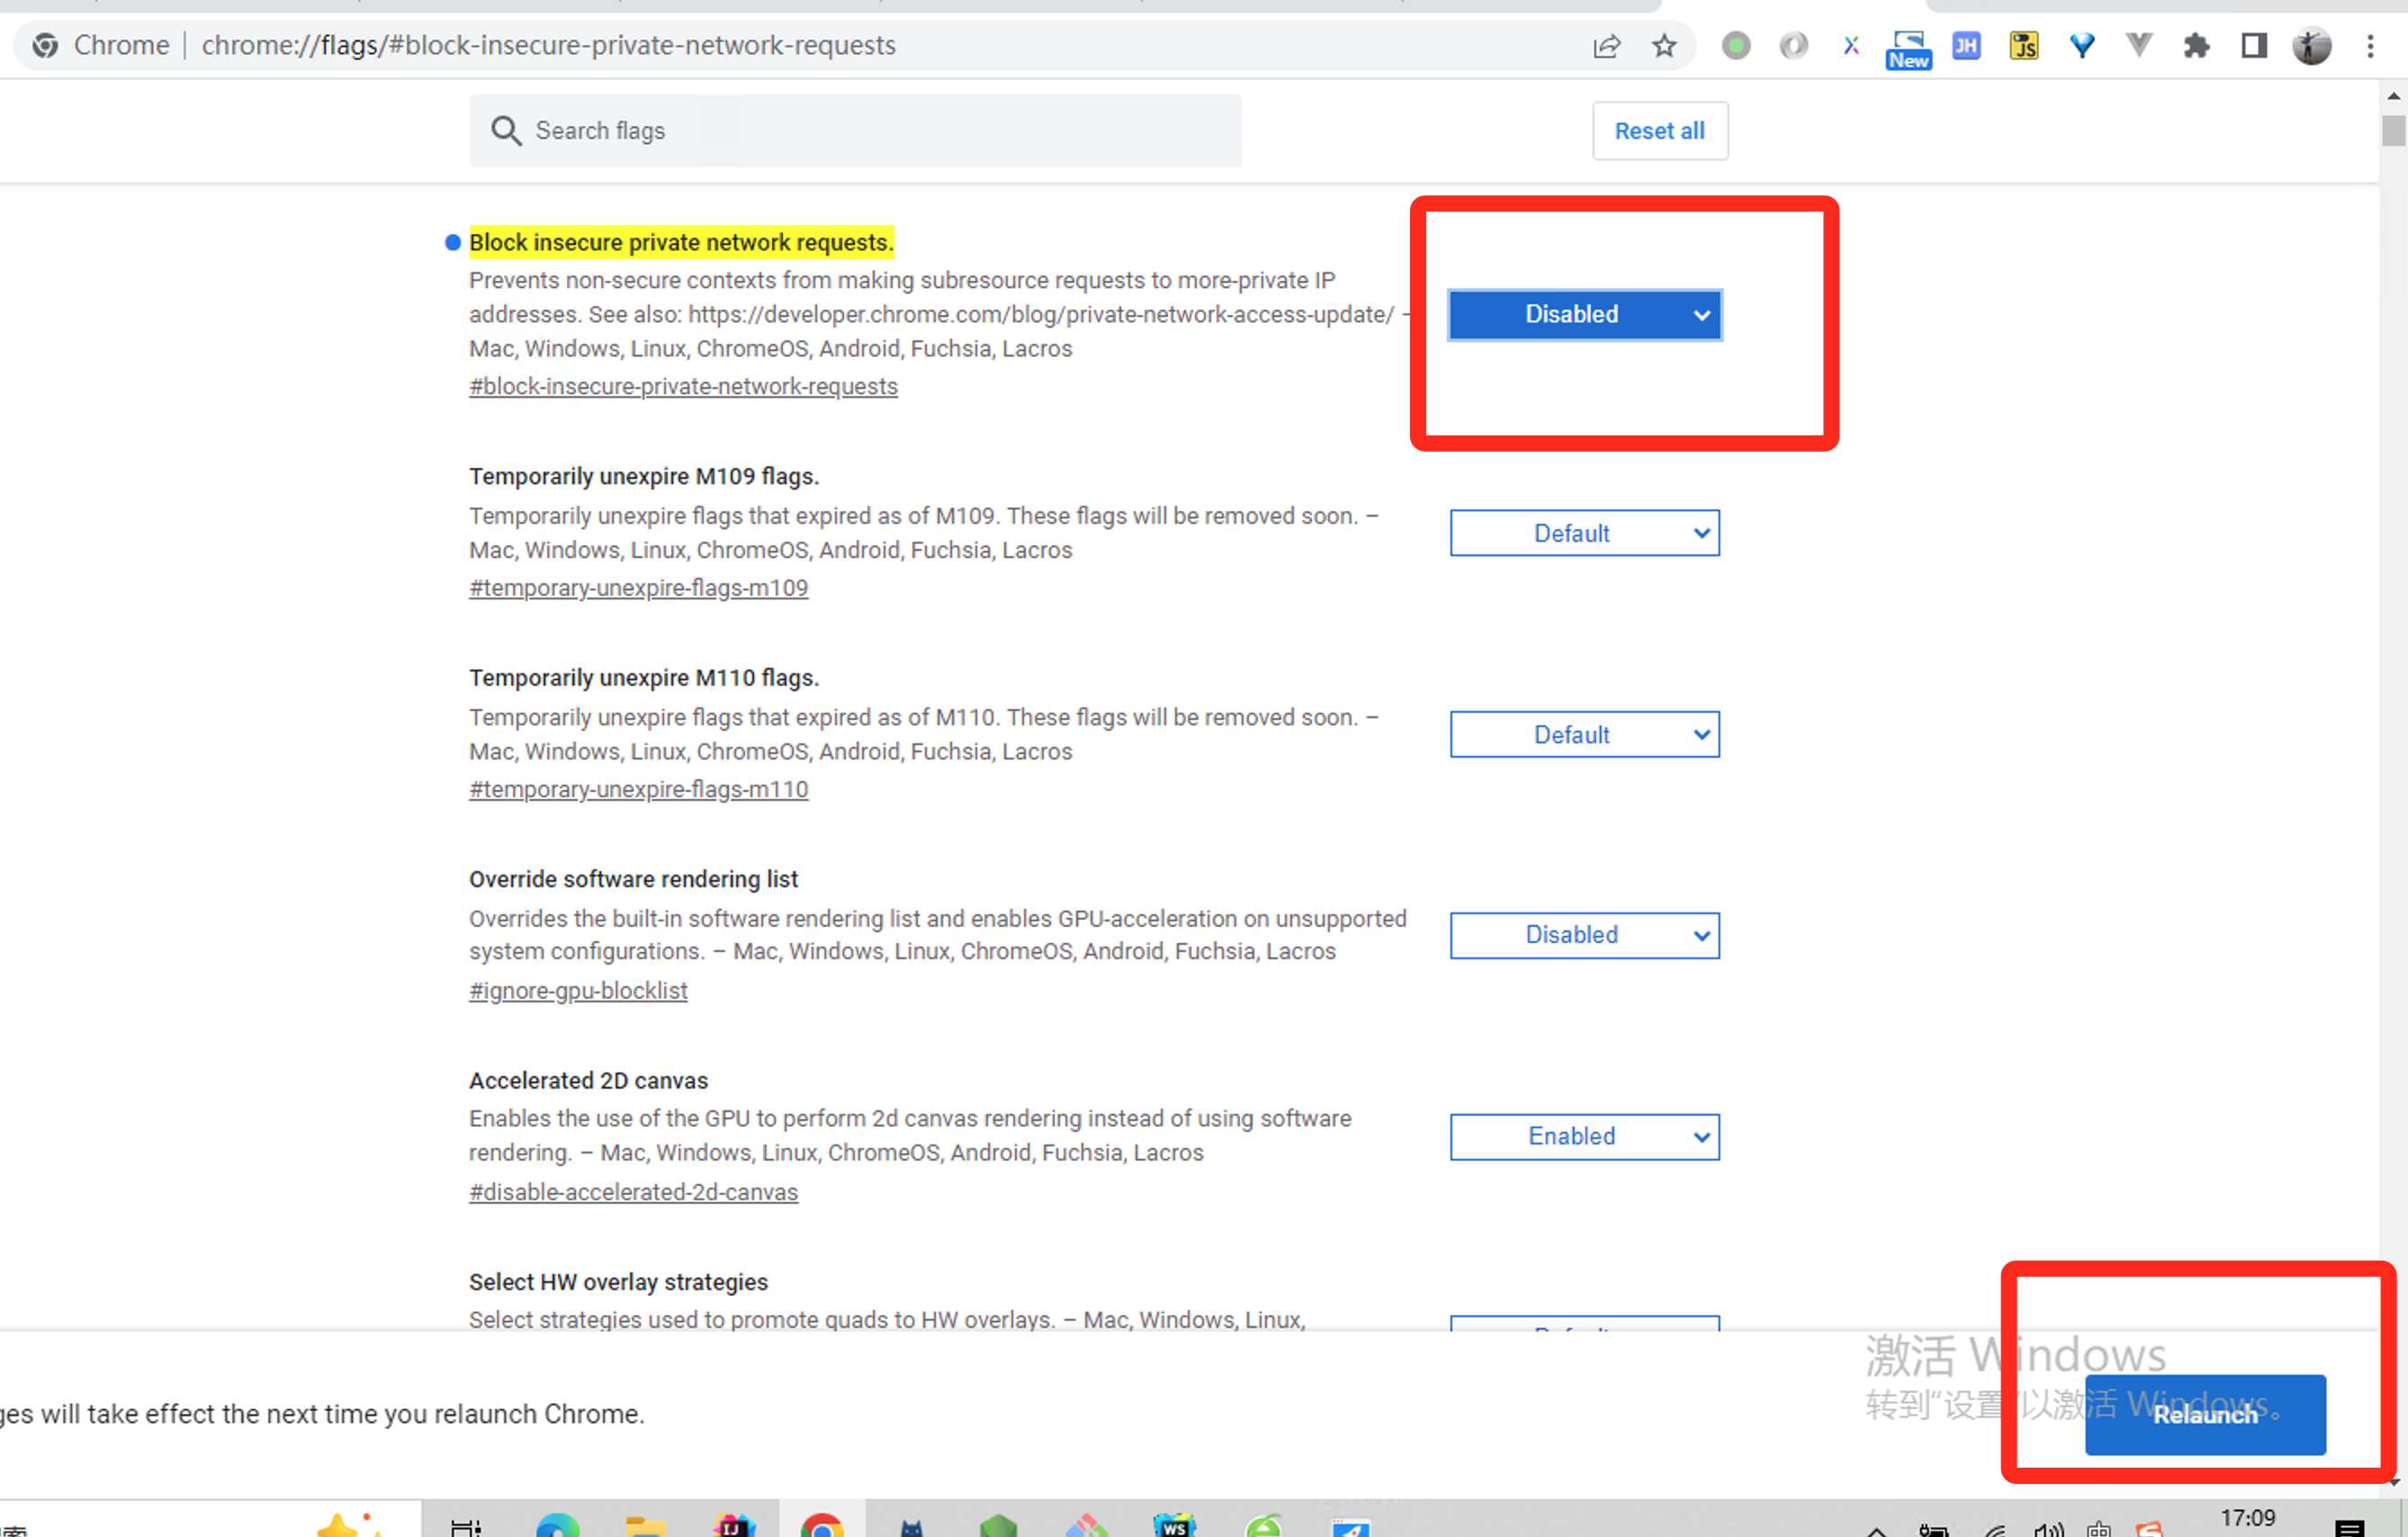 Chrome
chrome://flags/#block-insecure-private-network-requests
New
JH
JS
Search flags
Reset all
Block insecure private network requests.
Prevents non-secure contexts from making subresource requests to more-private IP
addresses. See also: https://developer.chrome.com/blog/private-network-access-update/ –
Mac, Windows, Linux, ChromeOS, Android, Fuchsia, Lacros
#block-insecure-private-network-requests
Disabled
Temporarily unexpire M109 flags.
Temporarily unexpire flags that expired as of M109. These flags will be removed soon. –
Mac, Windows, Linux, ChromeOS, Android, Fuchsia, Lacros
#temporary-unexpire-flags-m109
Default
Temporarily unexpire M110 flags.
Temporarily unexpire flags that expired as of M110. These flags will be removed soon. –
Mac, Windows, Linux, ChromeOS, Android, Fuchsia, Lacros
#temporary-unexpire-flags-m110
Default
Override software rendering list
Overrides the built-in software rendering list and enables GPU-acceleration on unsupported
system configurations. – Mac, Windows, Linux, ChromeOS, Android, Fuchsia, Lacros
#ignore-gpu-blocklist
Disabled
Accelerated 2D canvas
Enables the use of the GPU to perform 2d canvas rendering instead of using software
rendering. – Mac, Windows, Linux, ChromeOS, Android, Fuchsia, Lacros
#disable-accelerated-2d-canvas
Enabled
Select HW overlay strategies
Select strategies used to promote quads to HW overlays. – Mac, Windows, Linux,
ges will take effect the next time you relaunch Chrome.
激活 Windows
转到“设置”以激活 Windows。
Relaunch
IJ
WS
17:09